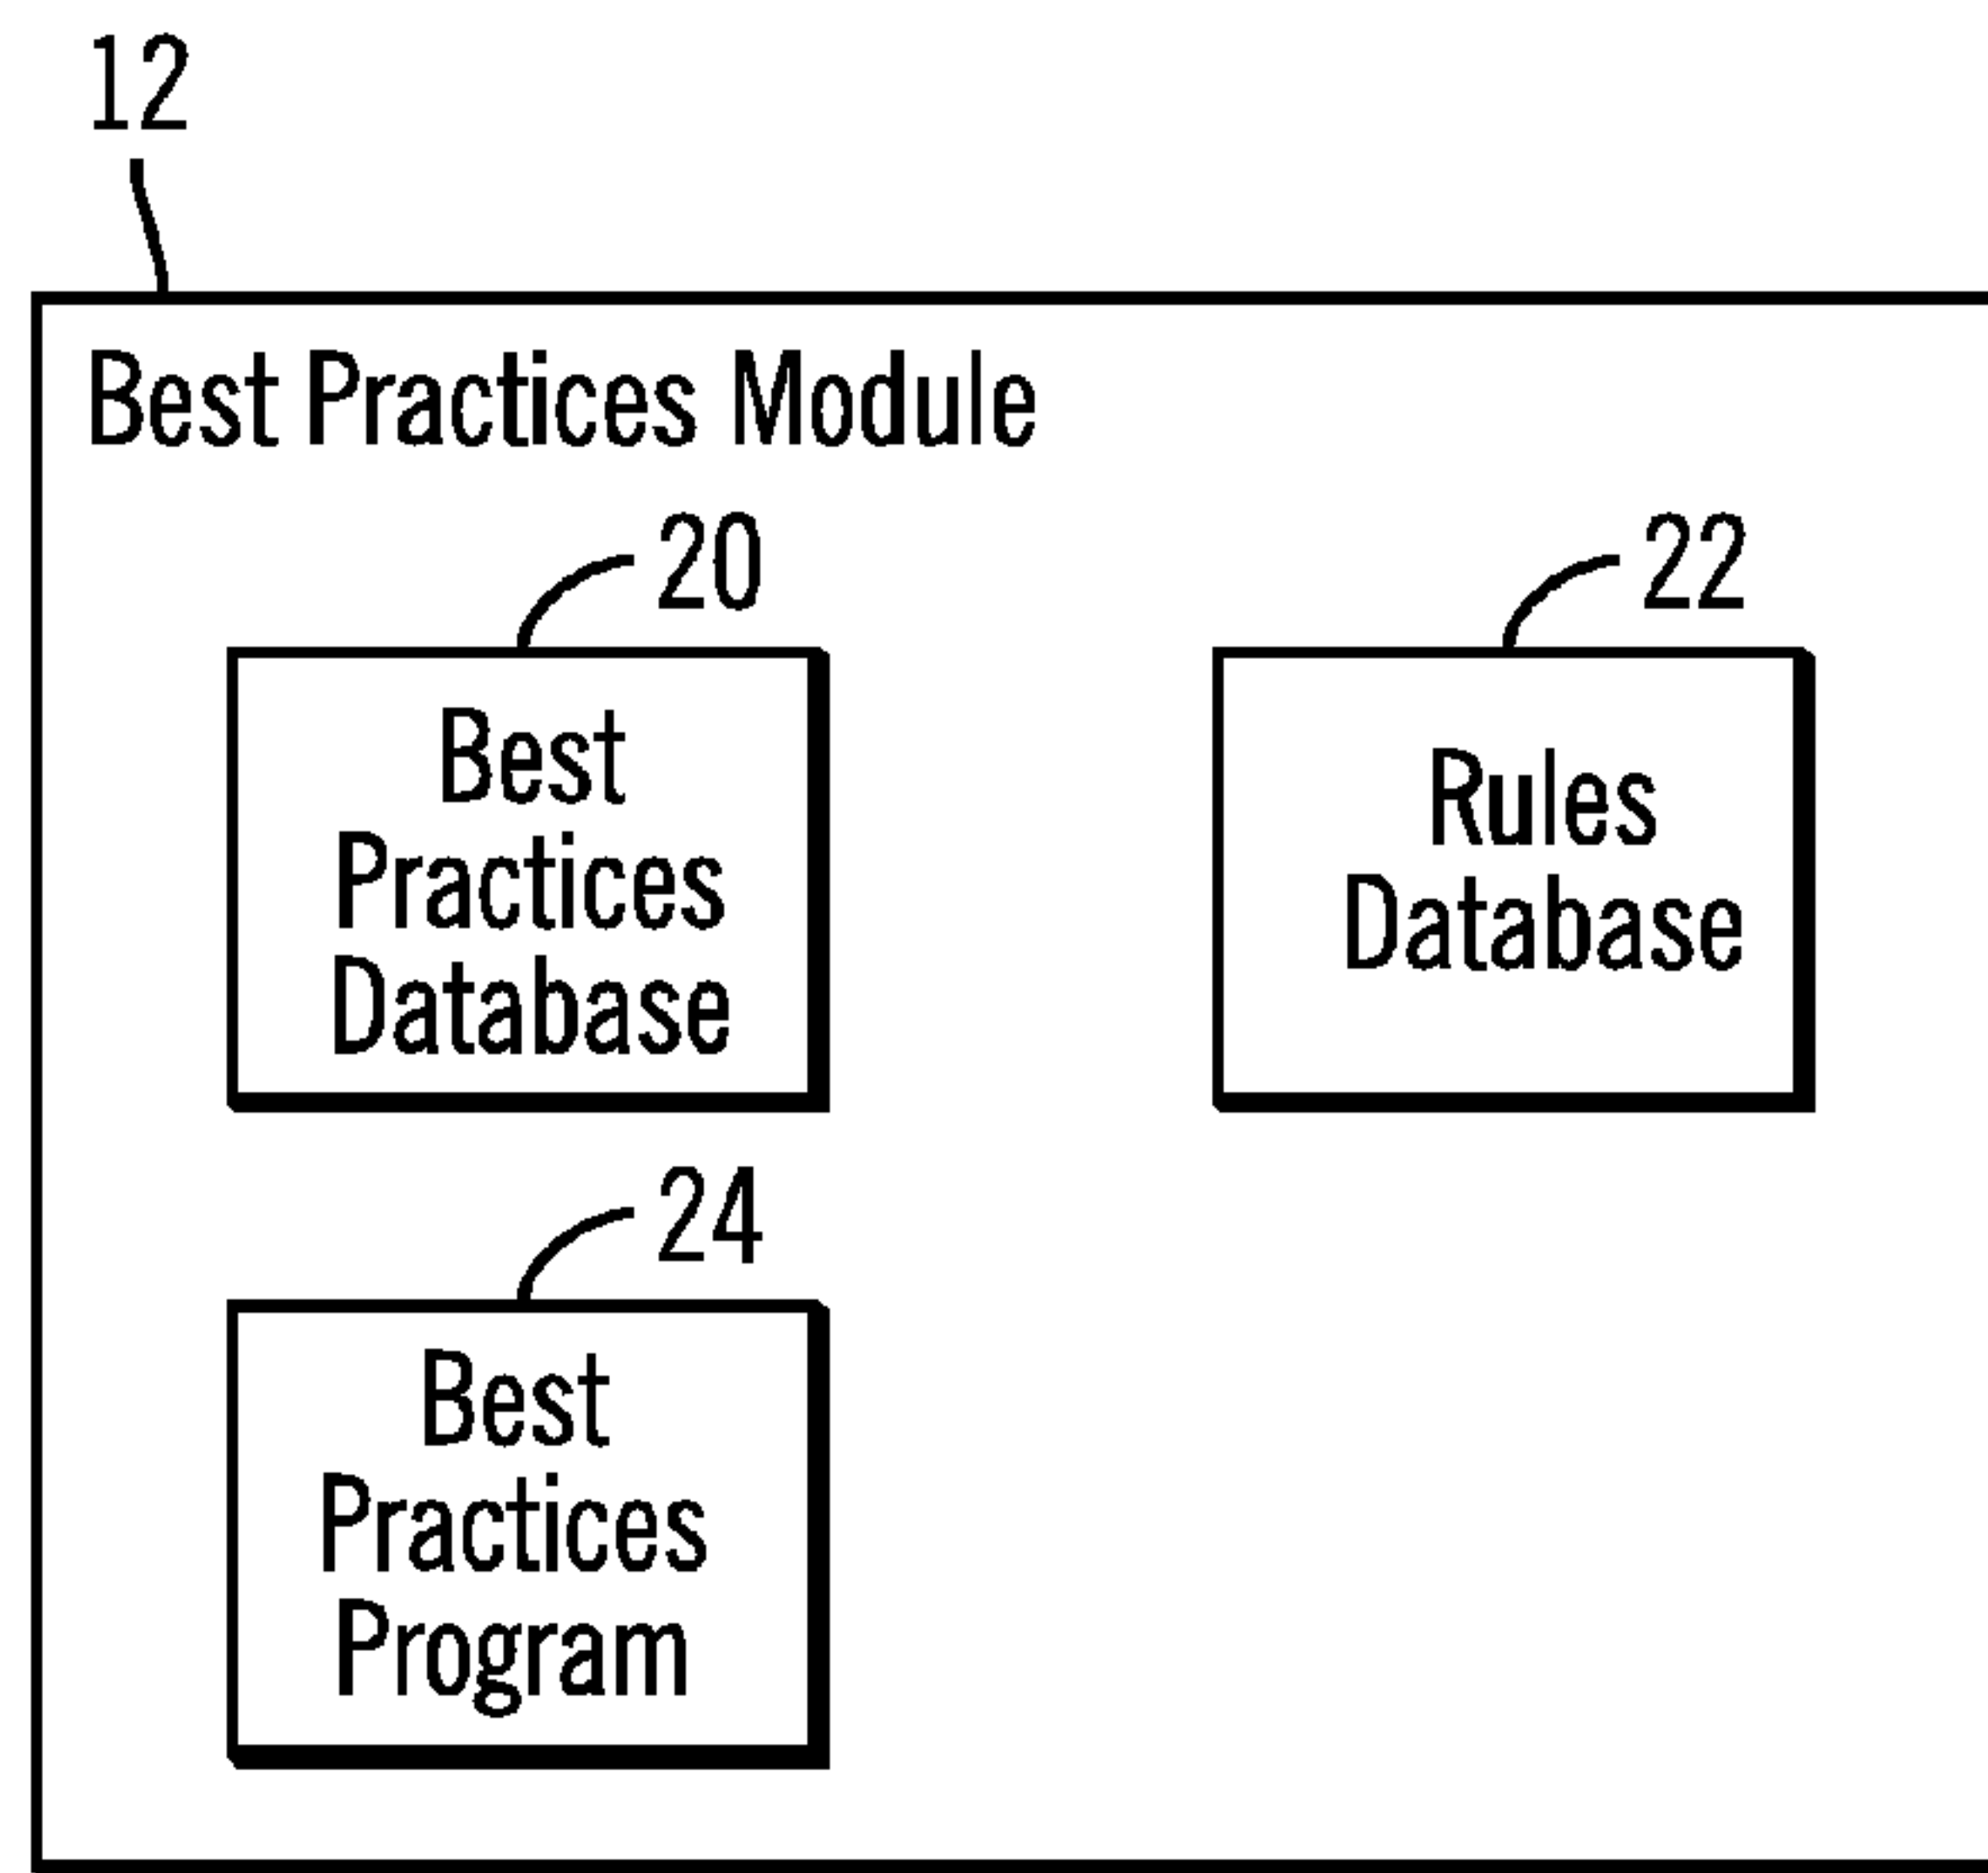 12
Best Practices Module
20
22
Best
Practices
Database
Rules
Database
24
Best
Practices
Program